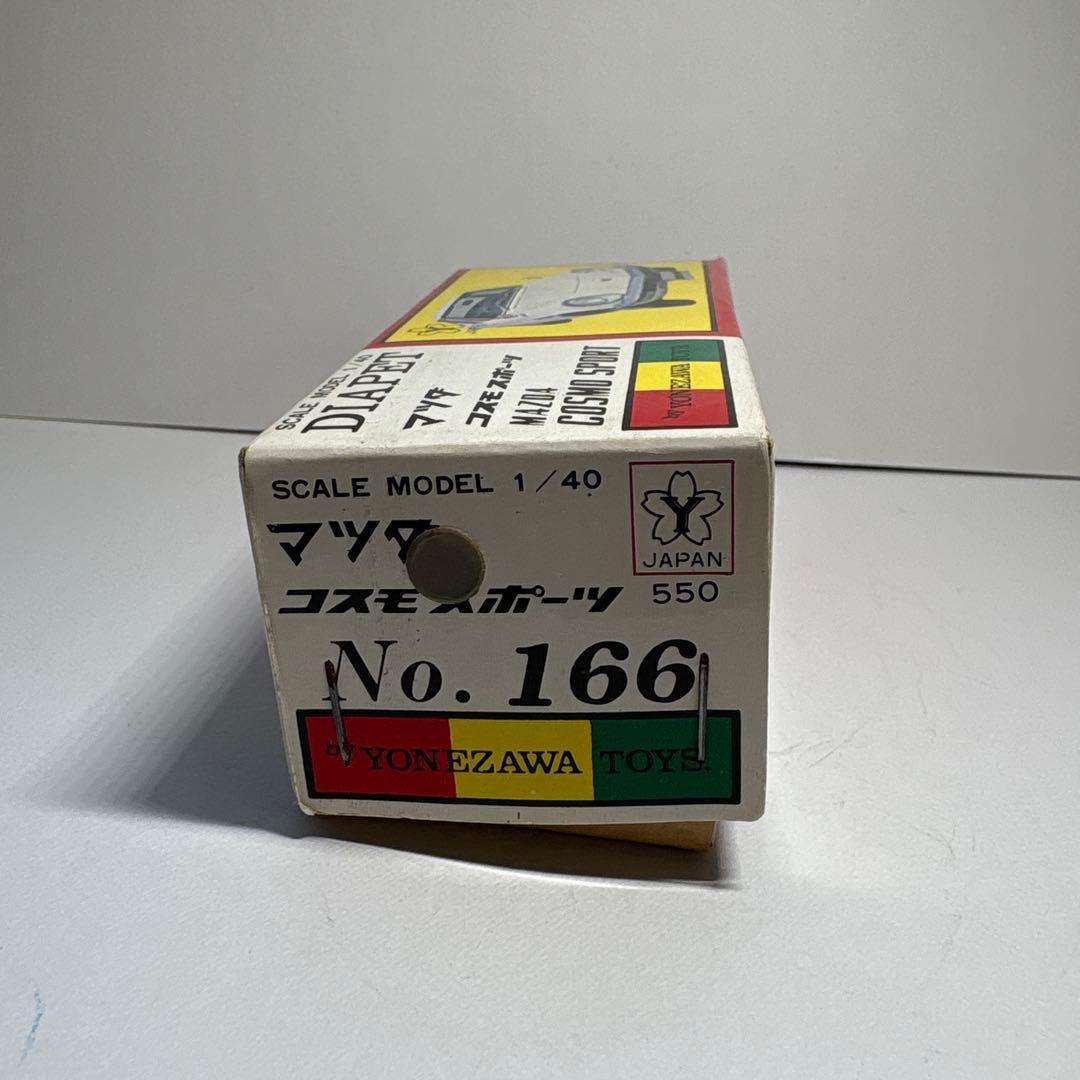 SCALE MODEL 1/40
DIAPET
マツダ
コスモスポーツ
MAZDA
COSMO SPORT
by YONEZAWA TOYS
SCALE MODEL 1/40
マツダ
コスモスポーツ
Y
JAPAN
550
No. 166
by YONEZAWA TOYS.